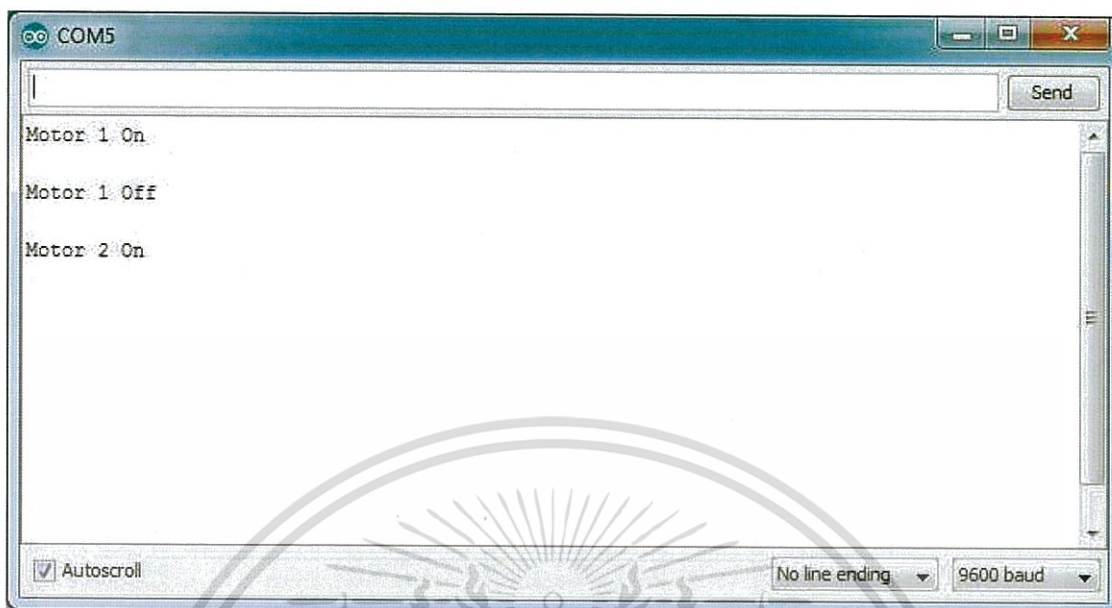 COM5
Send
Motor 1 On
Motor 1 Off
Motor 2 On
Autoscroll
No line ending
9600 baud